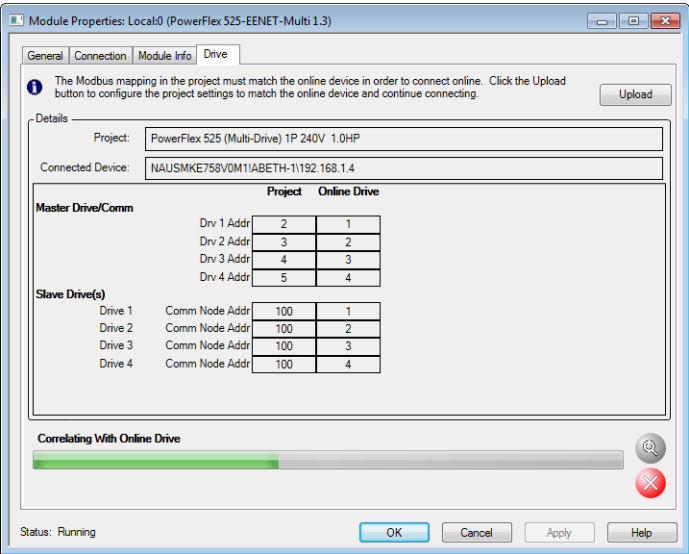 Module Properties: Local:0 (PowerFlex 525-EENET-Multi 1.3)
General Connection Module Info Drive
The Modbus mapping in the project must match the online device in order to connect online. Click the Upload
button to configure the project settings to match the online device and continue connecting.
Upload
Details
Project: PowerFlex 525 (Multi-Drive) 1P 240V 1.0HP
Connected Device: NAUSMKE758V0M1!ABETH-1\192.168.1.4
Project Online Drive
Master Drive/Comm
Drv 1 Addr 2 1
Drv 2 Addr 3 2
Drv 3 Addr 4 3
Drv 4 Addr 5 4
Slave Drive(s)
Drive 1 Comm Node Addr 100 1
Drive 2 Comm Node Addr 100 2
Drive 3 Comm Node Addr 100 3
Drive 4 Comm Node Addr 100 4
Correlating With Online Drive
Status: Running
OK Cancel Apply Help